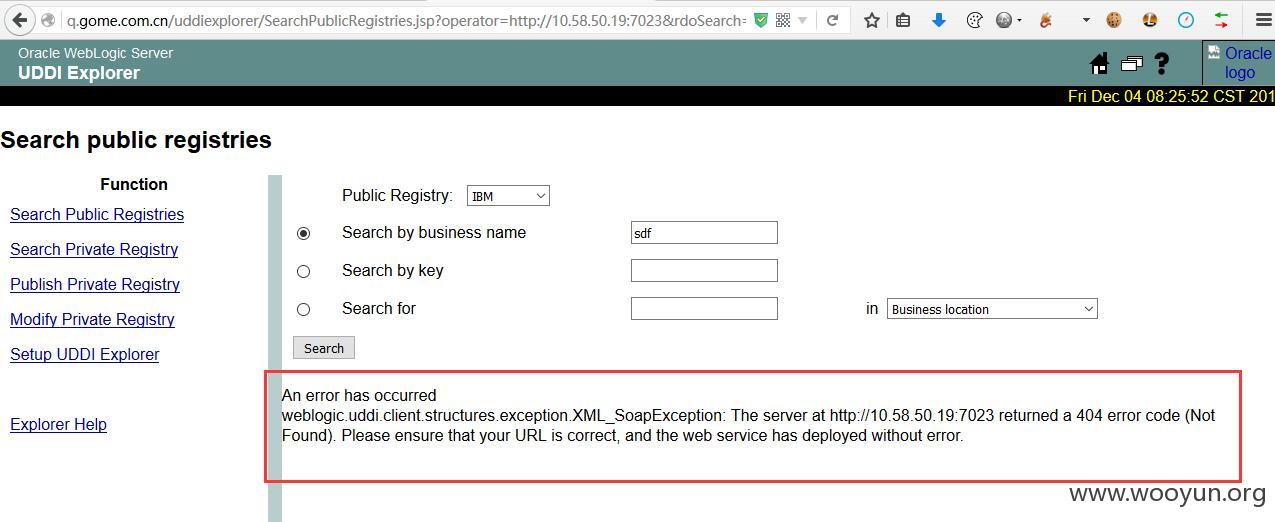 q.gome.com.cn/uddiexplorer/SearchPublicRegistries.jsp?operator=http://10.58.50.19:7023&rdoSearch=
Oracle WebLogic Server
UDDI Explorer
Oracle logo
Fri Dec 04 08:25:52 CST 201
Search public registries
Function
Search Public Registries
Search Private Registry
Publish Private Registry
Modify Private Registry
Setup UDDI Explorer
Explorer Help
Public Registry: IBM
Search by business name sdf
Search by key
Search for in Business location
Search
An error has occurred
weblogic.uddi.client.structures.exception.XML_SoapException: The server at http://10.58.50.19:7023 returned a 404 error code (Not
Found). Please ensure that your URL is correct, and the web service has deployed without error.
www.wooyun.org